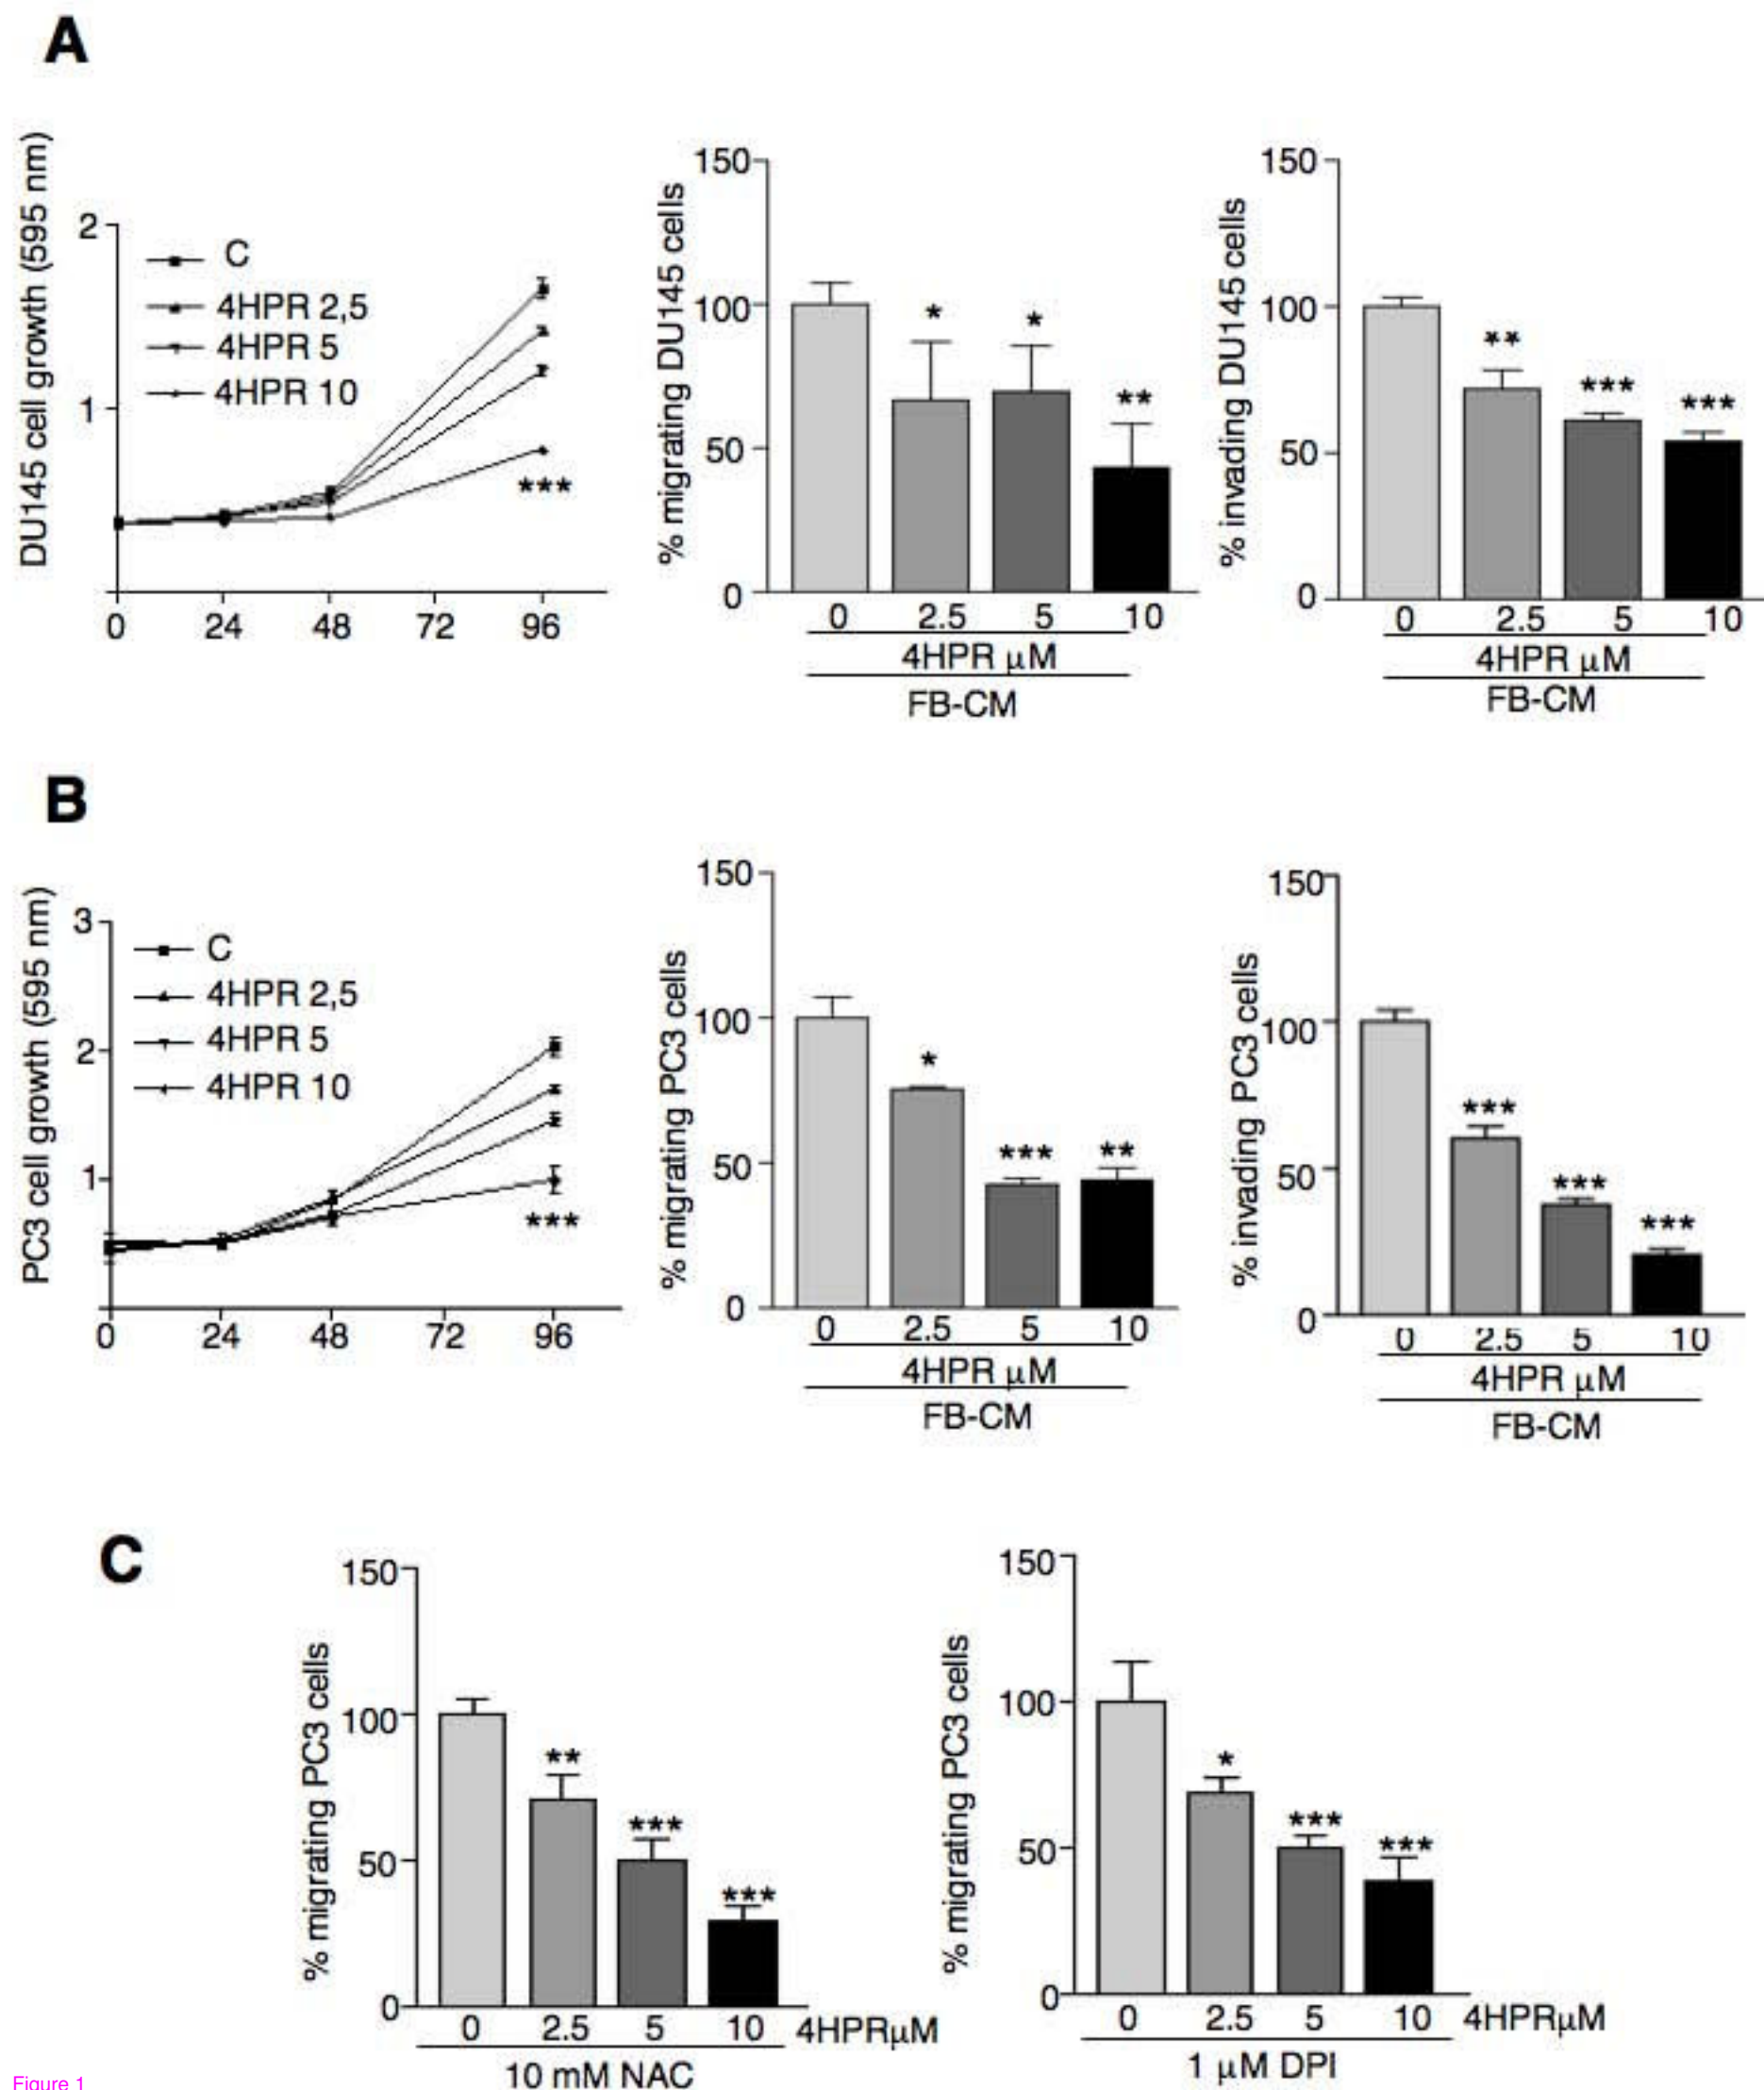 A
DU145 cell growth (595 nm)
2
1
C
4HPR 2,5
4HPR 5
4HPR 10
***
0 24 48 72 96
% migrating DU145 cells
150
100
50
0
* * **
0 2.5 5 10
4HPR μM
FB-CM
% invading DU145 cells
150
100
50
0
** *** ***
0 2.5 5 10
4HPR μM
FB-CM
B
PC3 cell growth (595 nm)
3
2
1
C
4HPR 2,5
4HPR 5
4HPR 10
***
0 24 48 72 96
% migrating PC3 cells
150
100
50
0
* *** **
0 2.5 5 10
4HPR μM
FB-CM
% invading PC3 cells
150
100
50
0
*** *** ***
0 2.5 5 10
4HPR μM
FB-CM
C
% migrating PC3 cells
150
100
50
0
** *** ***
0 2.5 5 10 4HPRμM
10 mM NAC
% migrating PC3 cells
150
100
50
0
* *** ***
0 2.5 5 10 4HPRμM
1 μM DPI
Figure 1